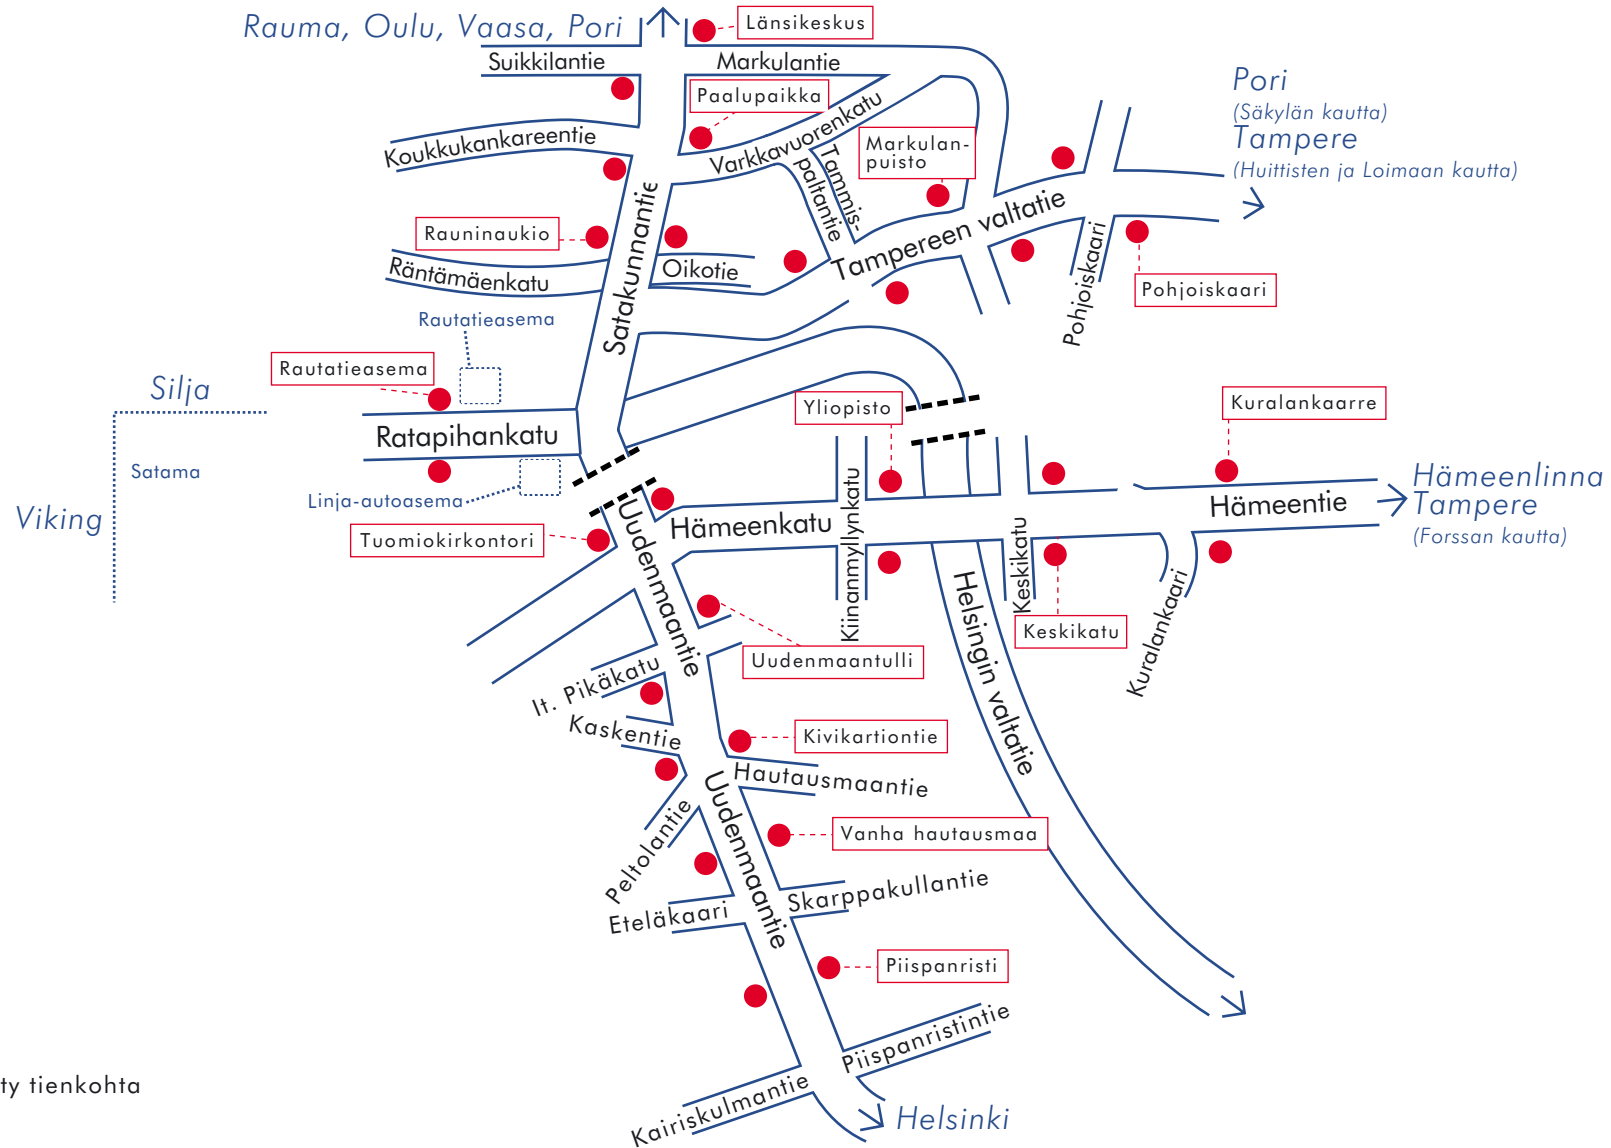 Rauma, Oulu, Vaasa, Pori
Länsikeskus
Suikkilantie
Markulantie
Pori
(Säkylän kautta)
Tampere
(Huittisten ja Loimaan kautta)
Paalupaikka
Koukkukankareentie
Varkkavuorenkatu
Markulan-
puisto
Tammis-
paltantie
Satakunnantie
Rauninaukio
Tampereen valtatie
Räntämäenkatu
Oikotie
Pohjoiskaari
Pohjoiskaari
Rautatieasema
Rautatieasema
Silja
Ratapihankatu
Yliopisto
Kuralankaarre
Satama
Linja-autoasema
Viking
Hämeenlinna
Tampere
(Forssan kautta)
Hämeentie
Hämeenkatu
Kiinanmyllynkatu
Tuomiokirkontori
Uudenmaantie
Keskikatu
Keskikatu
Kuralankaari
Helsingin valtatie
Uudenmaantulli
It. Pikäkatu
Kaskentie
Kivikartiontie
Hautausmaantie
Uudenmaantie
Peltolantie
Vanha hautausmaa
Skarppakullantie
Eteläkaari
Piispanristi
Piispanristintie
Kairiskulmantie
Helsinki
ty tienkohta